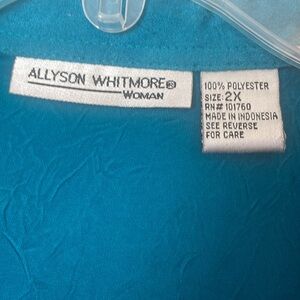 ALLYSON WHITMORE®
WOMAN
100% POLYESTER
SIZE: 2X
RN# 101760
MADE IN INDONESIA
SEE REVERSE
FOR CARE